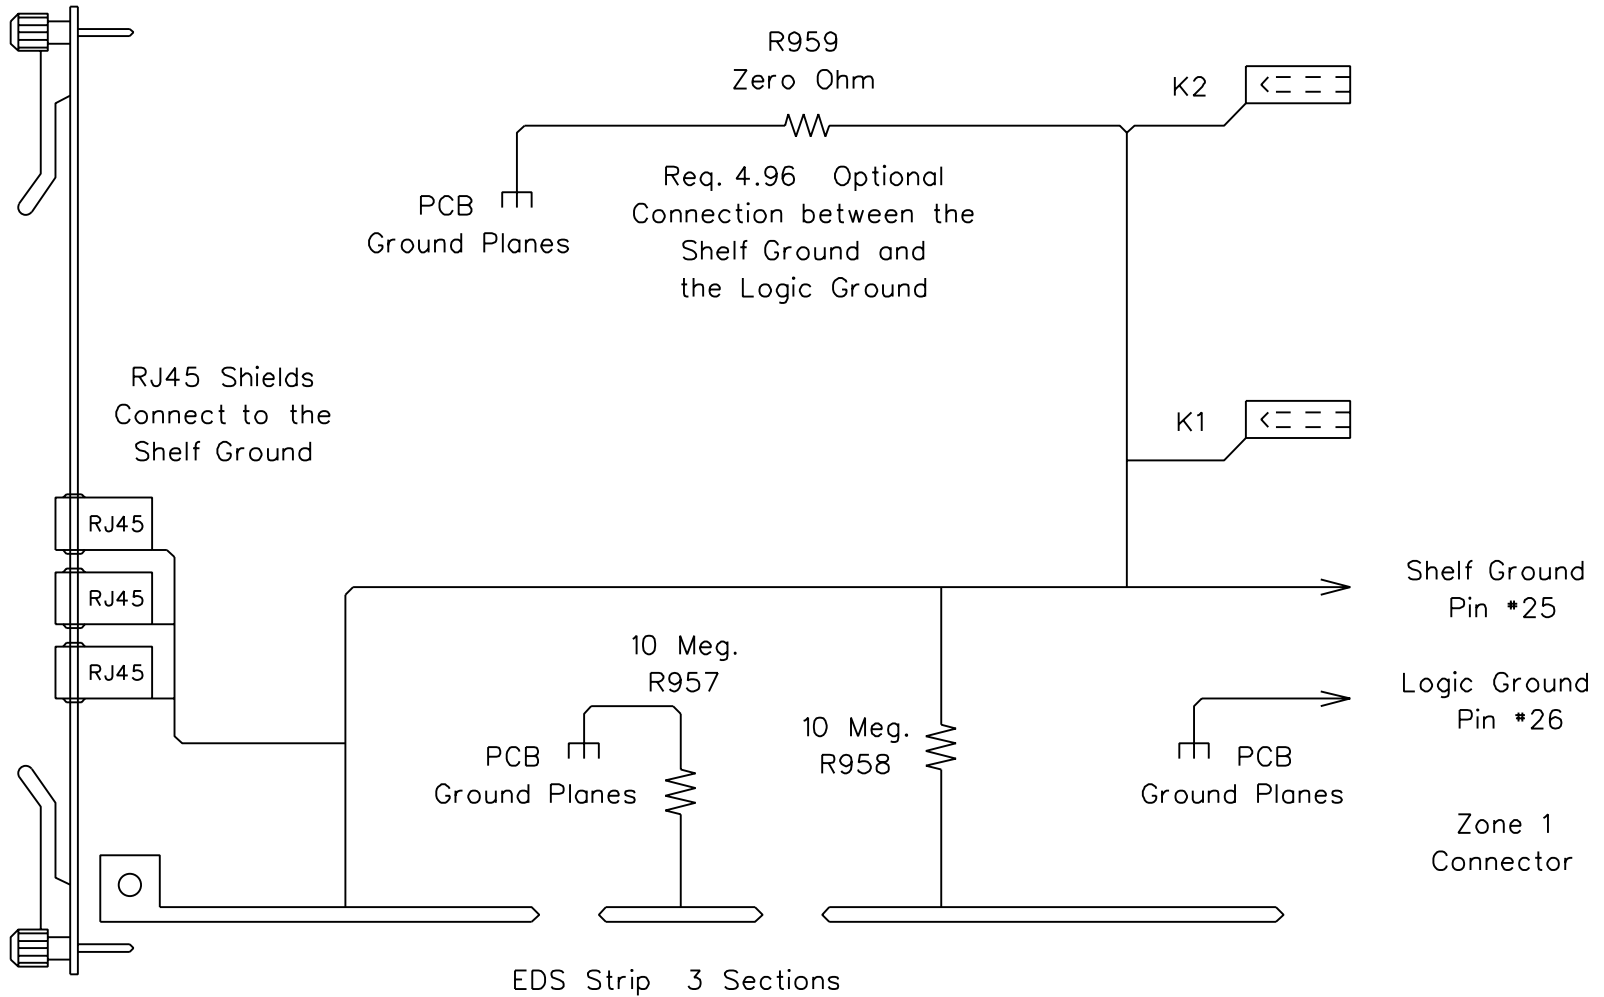 R959
Zero Ohm
K2
Req. 4.96 Optional
Connection between the
Shelf Ground and
the Logic Ground
PCB
Ground Planes
RJ45 Shields
Connect to the
Shelf Ground
K1
RJ45
RJ45
RJ45
Shelf Ground
Pin #25
10 Meg.
R957
Logic Ground
Pin #26
10 Meg.
R958
PCB
Ground Planes
PCB
Ground Planes
Zone 1
Connector
EDS Strip 3 Sections